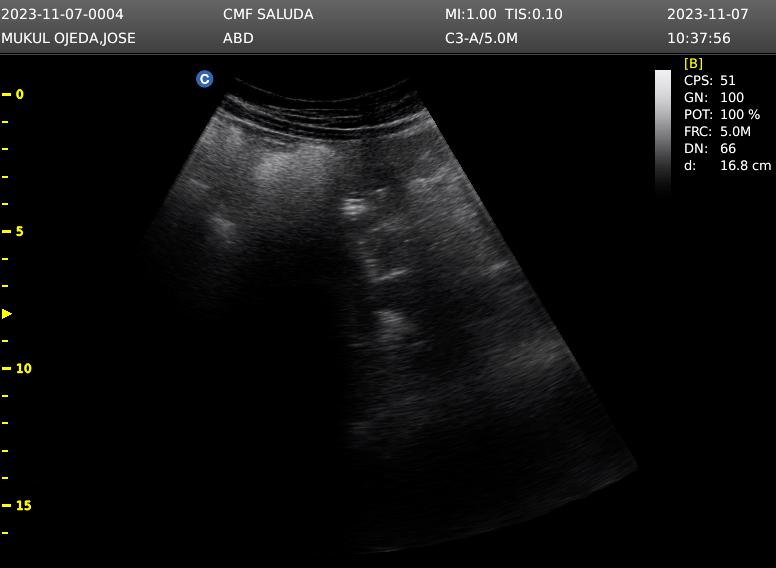 2023-11-07-0004 CMF SALUDA MI:1.00 TIS:0.10 2023-11-07
MUKUL OJEDA,JOSE ABD C3-A/5.0M 10:37:56
C
[B]
CPS: 51
GN: 100
POT: 100 %
FRC: 5.0M
DN: 66
d: 16.8 cm
0
5
10
15